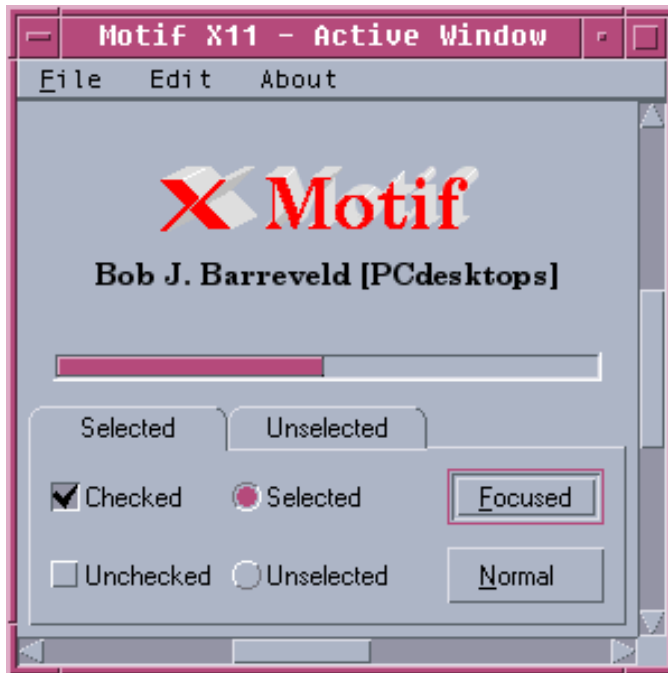 Motif X11 - Active Window
File Edit About
X Motif
Bob J. Barreveld [PCdesktops]
Selected Unselected
Checked Selected Focused
Unchecked Unselected Normal